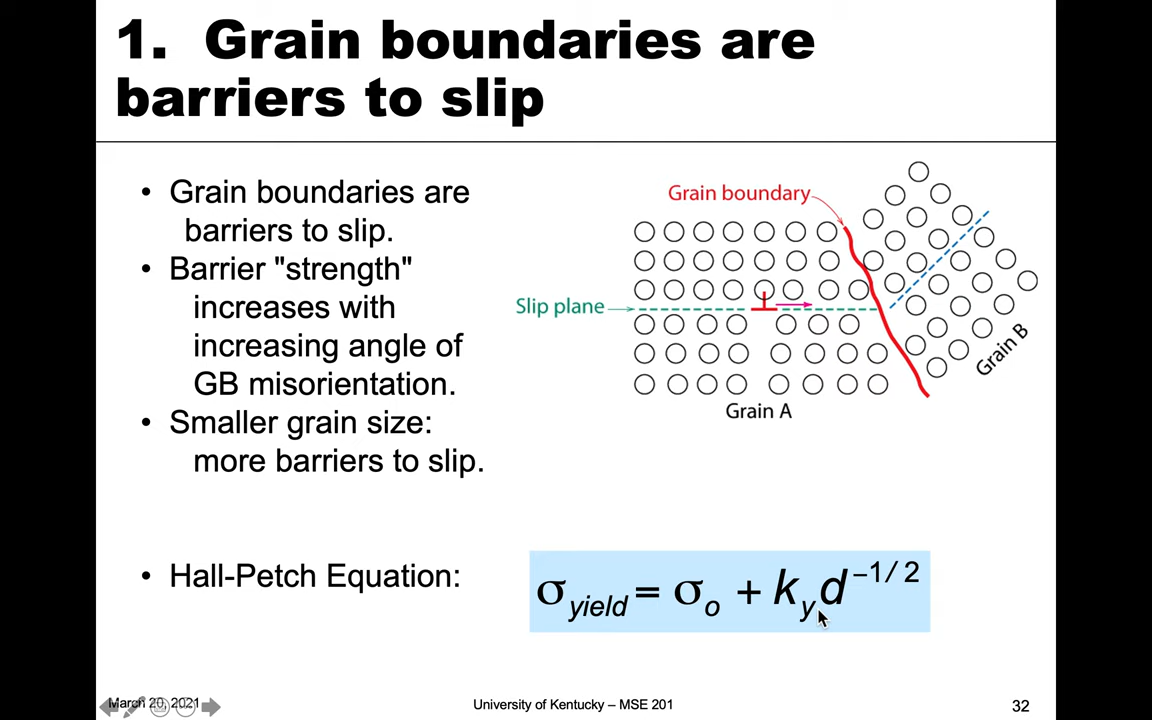 1. Grain boundaries are
barriers to slip
• Grain boundaries are
barriers to slip.
• Barrier "strength"
increases with
increasing angle of
GB misorientation.
• Smaller grain size:
more barriers to slip.
Grain boundary
Slip plane
Grain A
Grain B
• Hall-Petch Equation:
σyield = σo + kyd–1/2
March 20, 2021
University of Kentucky – MSE 201
32